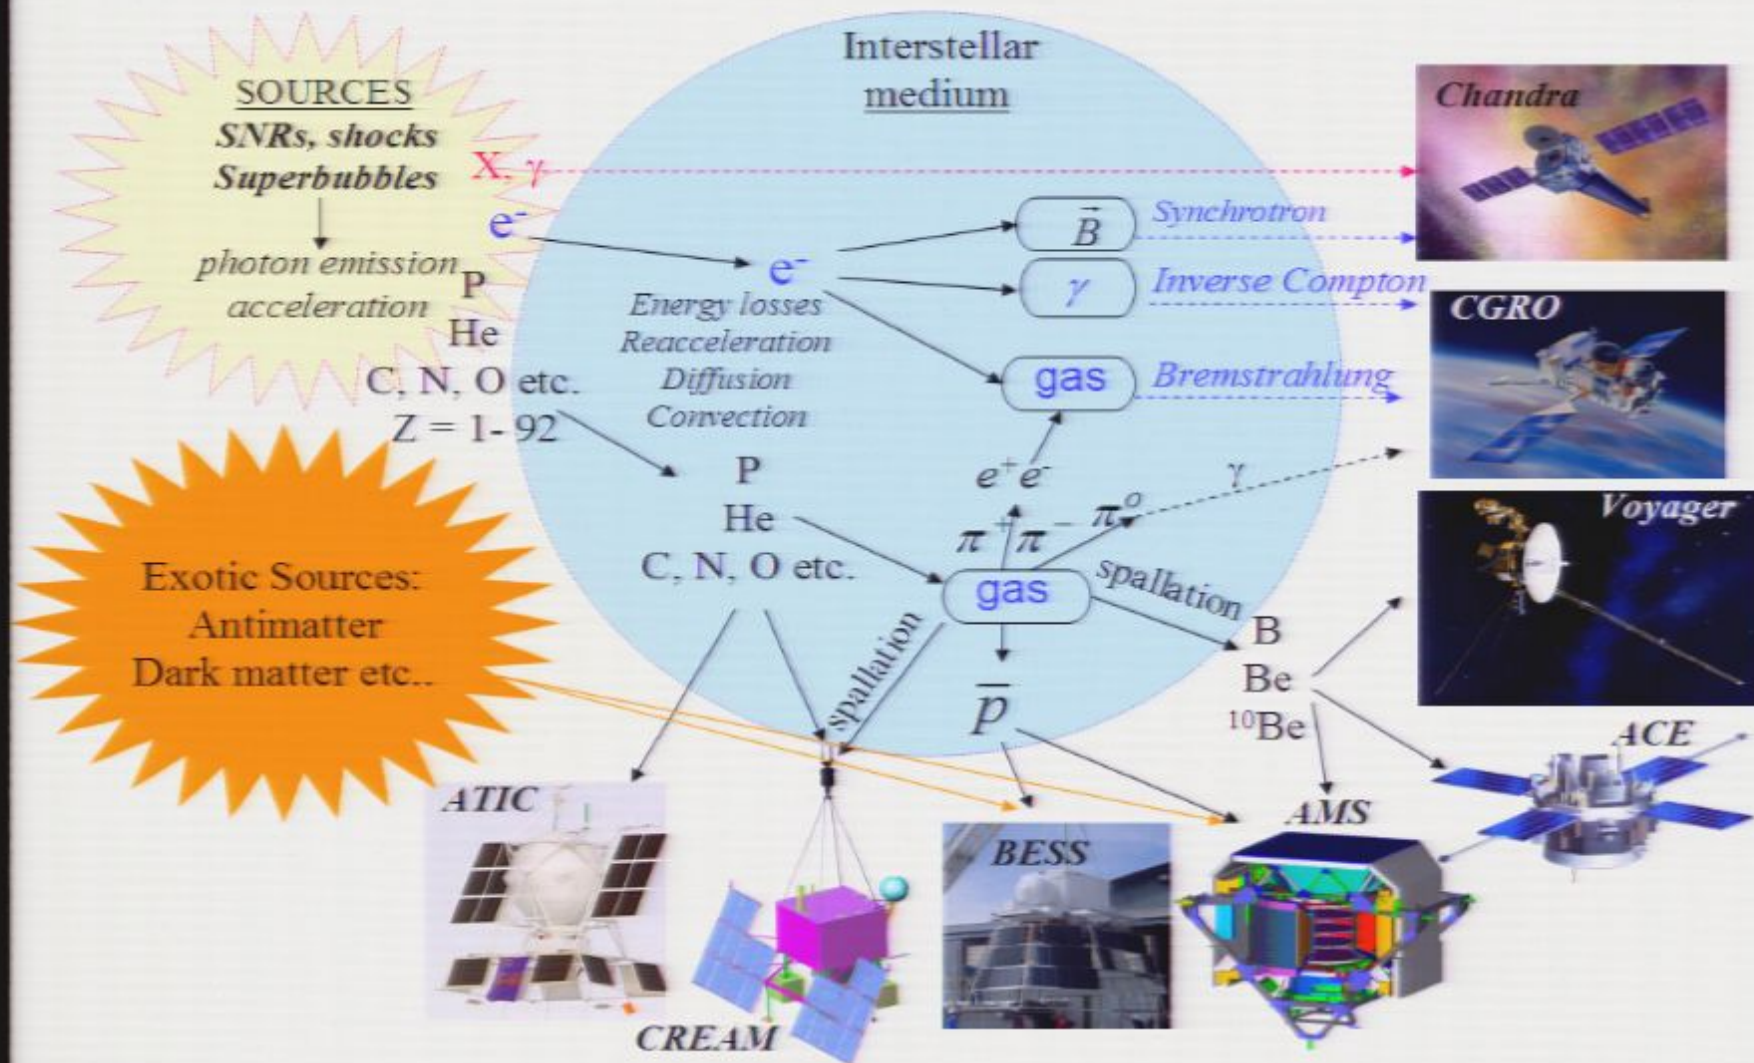 SOURCES
SNRs, shocks
Superbubbles
photon emission
acceleration
X, γ
e⁻
P
He
C, N, O etc.
Z = 1- 92
Interstellar
medium
e⁻
Energy losses
Reacceleration
Diffusion
Convection
B⃗
Synchrotron
γ
Inverse Compton
gas
Bremstrahlung
e⁺e⁻
π⁺π⁻ π⁰
γ
P
He
C, N, O etc.
gas
spallation
spallation
p̅
B
Be
¹⁰Be
Exotic Sources:
Antimatter
Dark matter etc..
Chandra
CGRO
Voyager
ACE
AMS
BESS
CREAM
ATIC